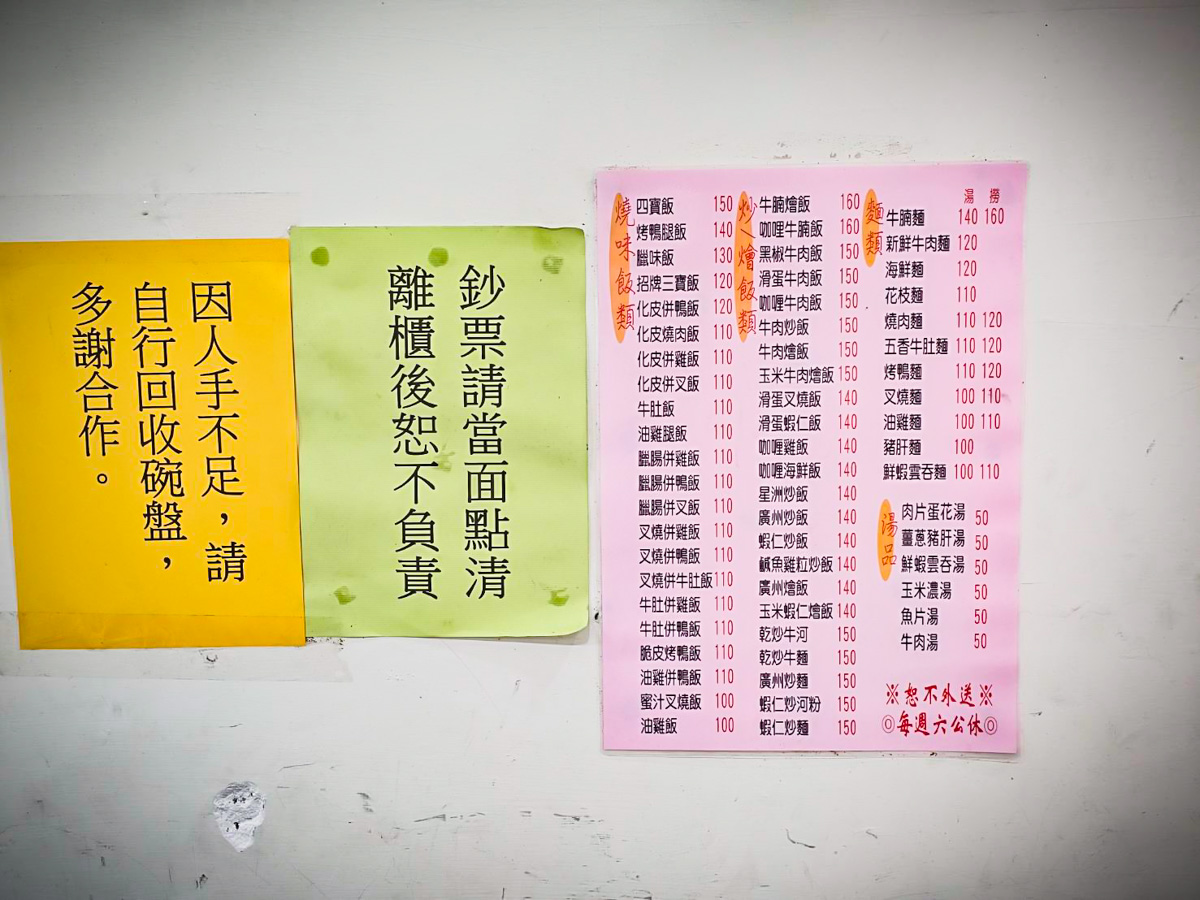 因人手不足，請
自行回收碗盤，
多謝合作。
鈔票請當面點清
離櫃後恕不負責
燒味飯類
四寶飯 150
烤鴨腿飯 140
臘味飯 130
招牌三寶飯 120
化皮併鴨飯 120
化皮燒肉飯 110
化皮併雞飯 110
化皮併叉飯 110
牛肚飯 110
油雞腿飯 110
臘腸併雞飯 110
臘腸併鴨飯 110
臘腸併叉飯 110
叉燒併雞飯 110
叉燒併鴨飯 110
叉燒併牛肚飯 110
牛肚併雞飯 110
牛肚併鴨飯 110
脆皮烤鴨飯 110
油雞併鴨飯 110
蜜汁叉燒飯 100
油雞飯 100
炒、燴飯類
牛腩燴飯 160
咖哩牛腩飯 160
黑椒牛肉飯 150
滑蛋牛肉飯 150
咖喱牛肉飯 150
牛肉炒飯 150
牛肉燴飯 150
玉米牛肉燴飯 150
滑蛋叉燒飯 140
滑蛋蝦仁飯 140
咖喱雞飯 140
咖喱海鮮飯 140
星洲炒飯 140
廣州炒飯 140
蝦仁炒飯 140
鹹魚雞粒炒飯 140
廣州燴飯 140
玉米蝦仁燴飯 140
乾炒牛河 150
乾炒牛麵 150
廣州炒麵 150
蝦仁炒河粉 150
蝦仁炒麵 150
麵類
湯 撈
牛腩麵 140 160
新鮮牛肉麵 120
海鮮麵 120
花枝麵 110
燒肉麵 110 120
五香牛肚麵 110 120
烤鴨麵 110 120
叉燒麵 100 110
油雞麵 100 110
豬肝麵 100
鮮蝦雲吞麵 100 110
湯品
肉片蛋花湯 50
薑蔥豬肝湯 50
鮮蝦雲吞湯 50
玉米濃湯 50
魚片湯 50
牛肉湯 50
※恕不外送※
◎每週六公休◎